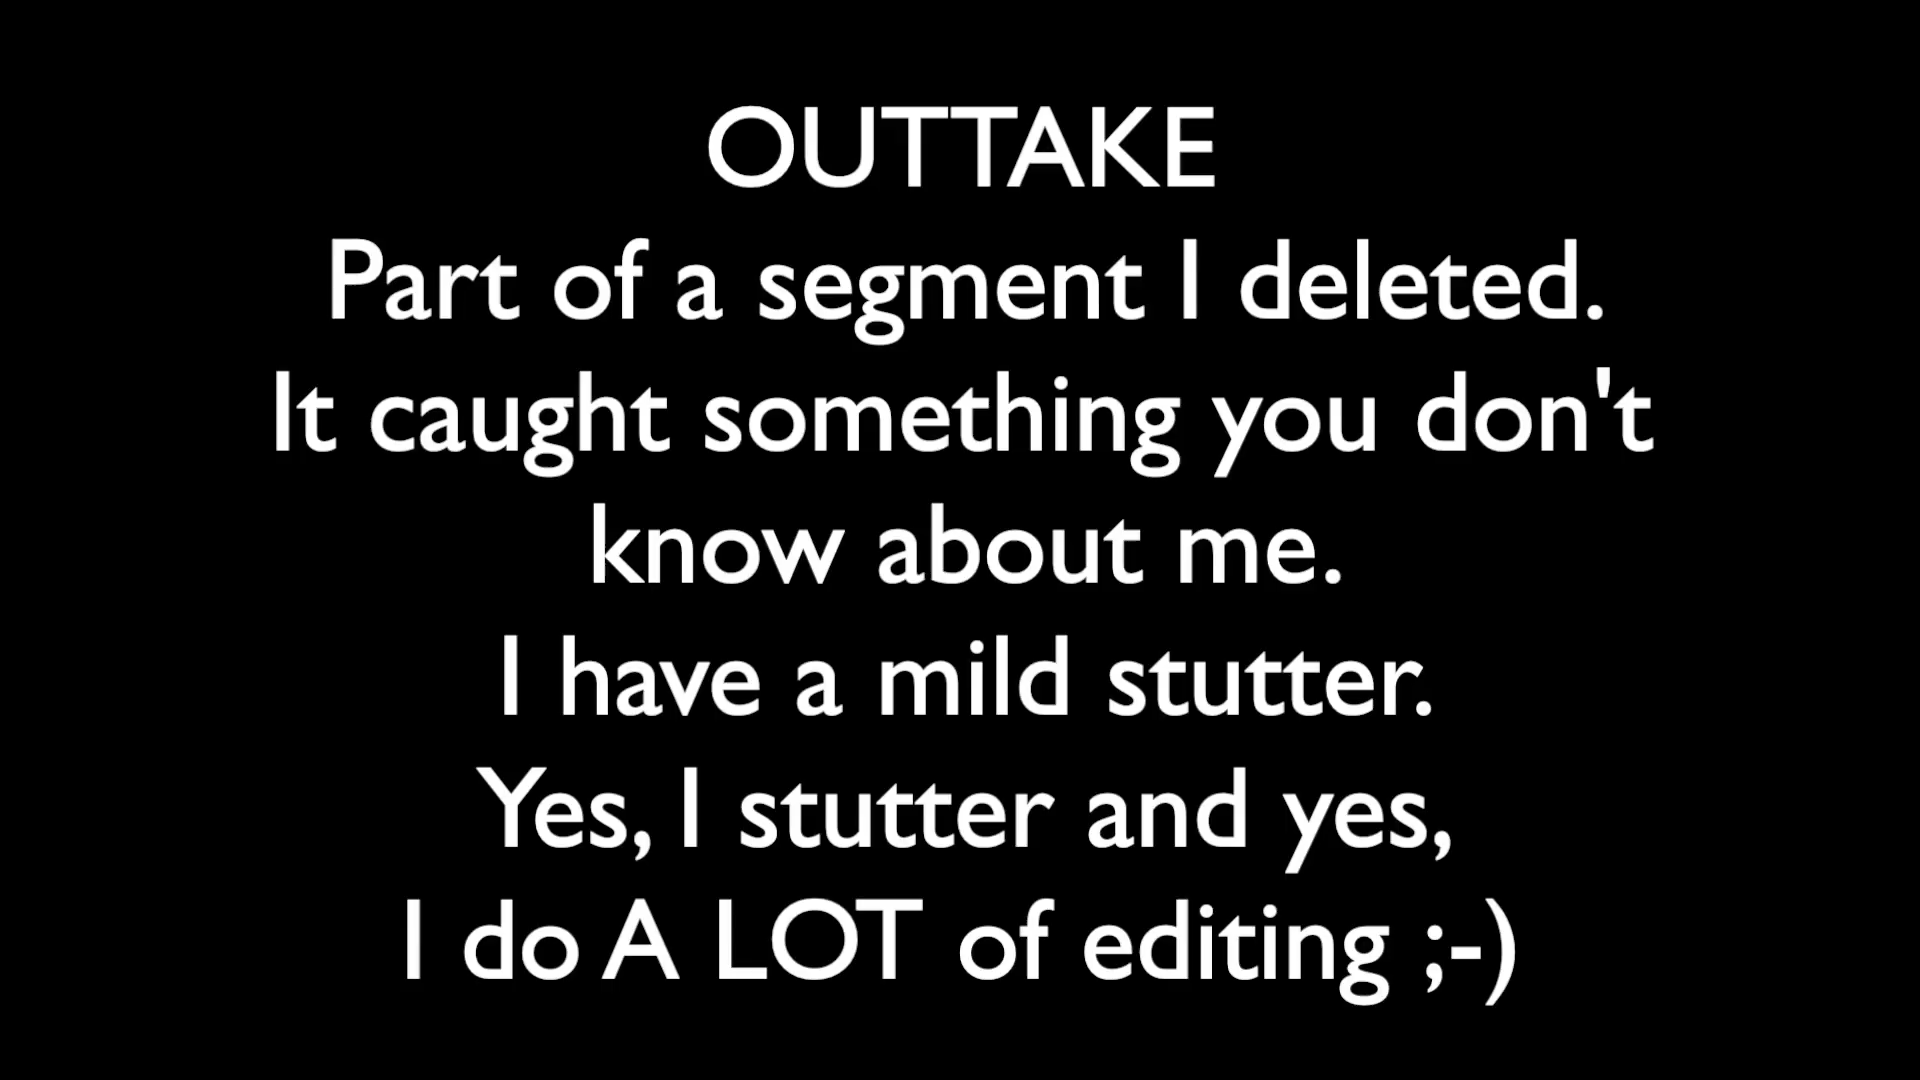 OUTTAKE
Part of a segment I deleted.
It caught something you don't
know about me.
I have a mild stutter.
Yes, I stutter and yes,
I do A LOT of editing ;-)